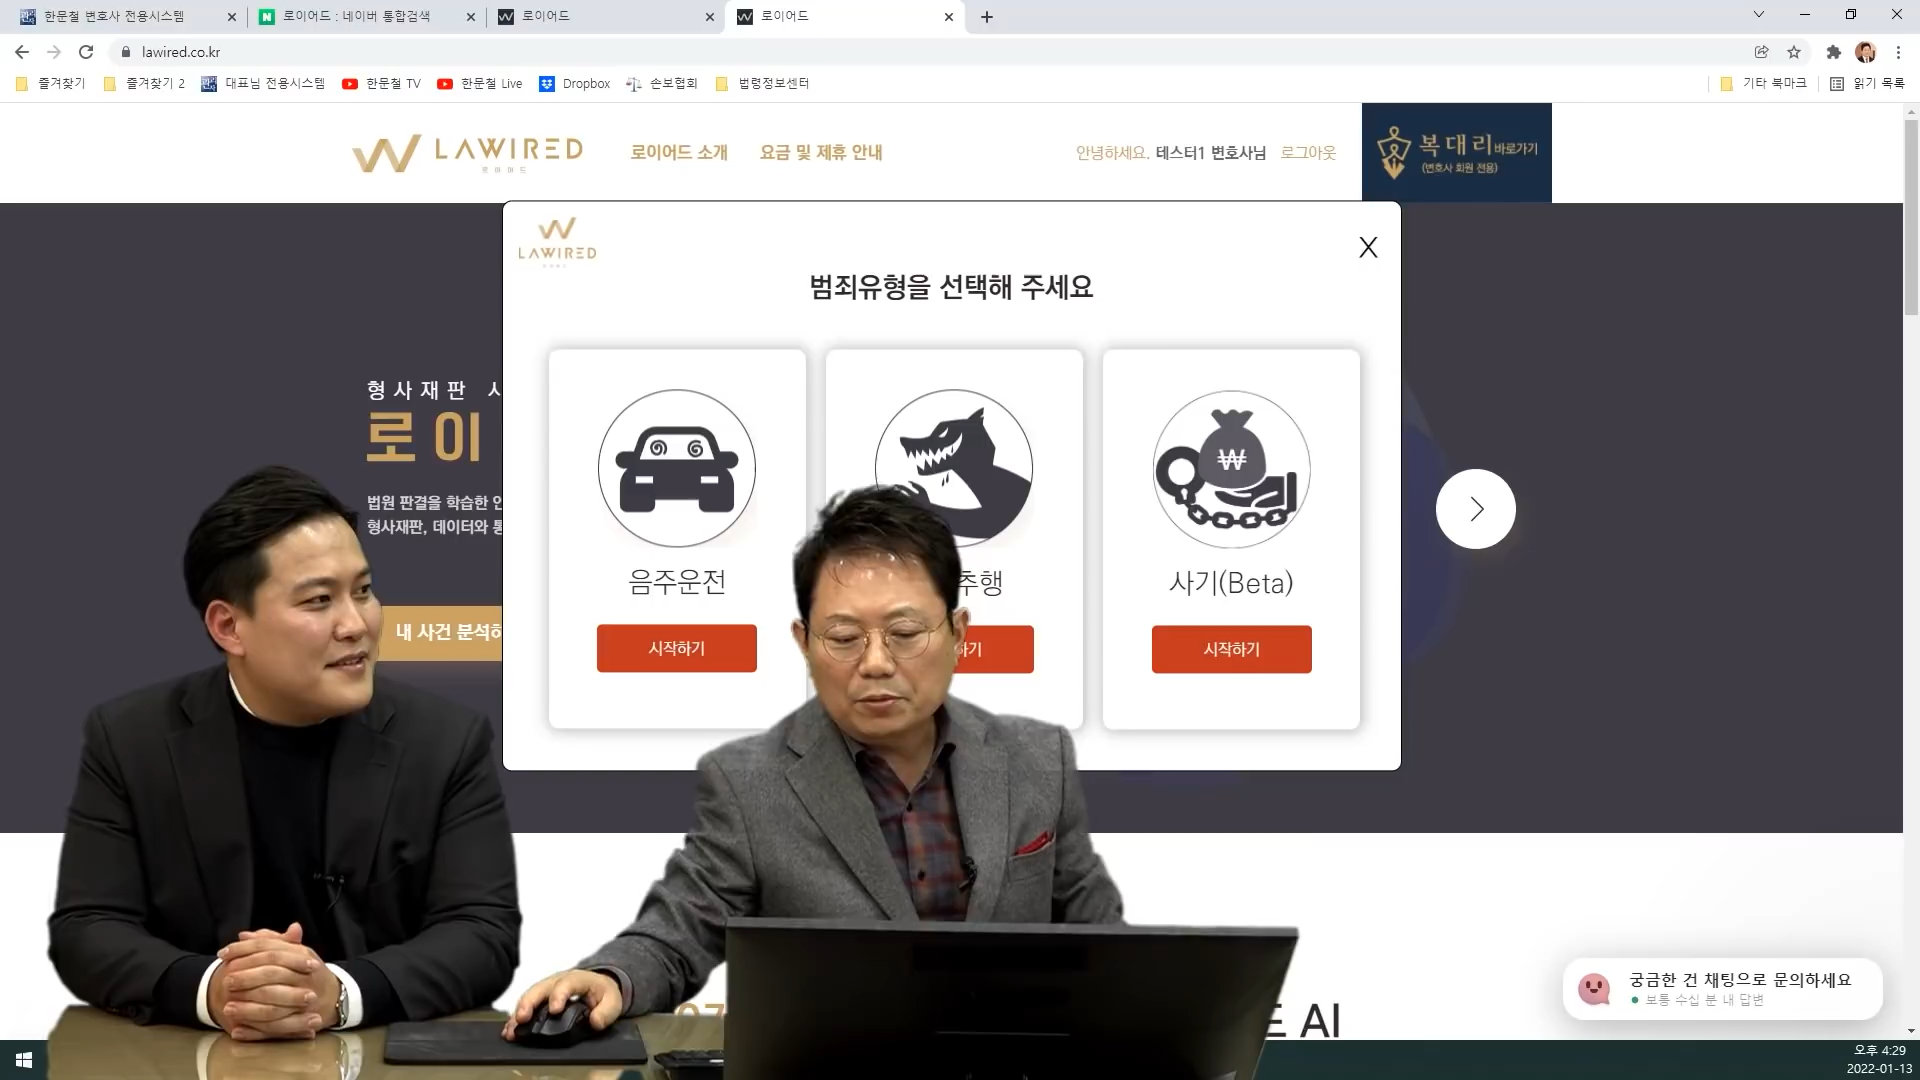 한문철 변호사 전용시스템
로이어드 : 네이버 통합검색
로이어드
로이어드
lawired.co.kr
즐겨찾기
즐겨찾기 2
대표님 전용시스템
한문철 TV
한문철 Live
Dropbox
손보협회
법령정보센터
기타 북마크
읽기 목록
LAWIRED
로이어드
로이어드 소개
요금 및 제휴 안내
안녕하세요. 테스터1 변호사님
로그아웃
복대리바로가기
(변호사 회원 전용)
LAWIRED
X
범죄유형을 선택해 주세요
형사재판
로이
법원 판결을 학습한
형사재판, 데이터와
내 사건 분석하
음주운전
추행
사기(Beta)
시작하기
하기
시작하기
AI
궁금한 건 채팅으로 문의하세요
보통 수십 분 내 답변
오후 4:29
2022-01-13